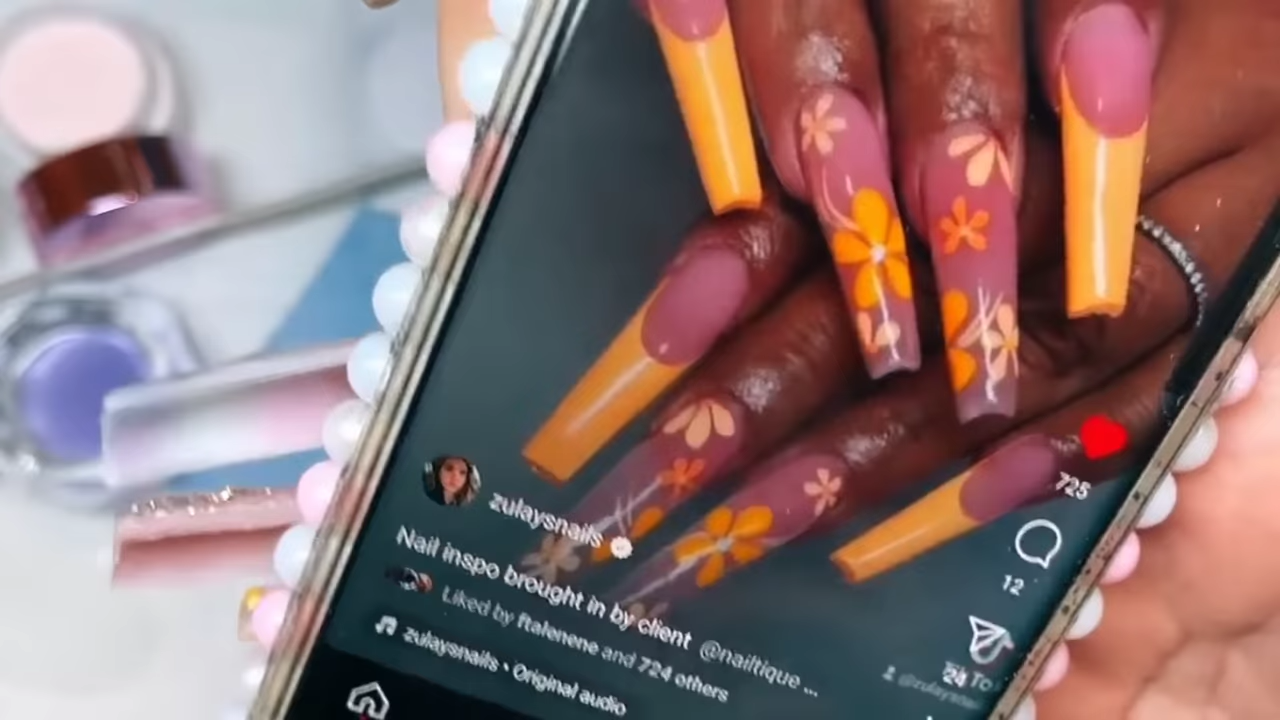 725
zulaysnails
12
Nail inspo brought in by client @nailtique ...
Liked by ftalenene and 724 others
24
zulaysnails • Original audio